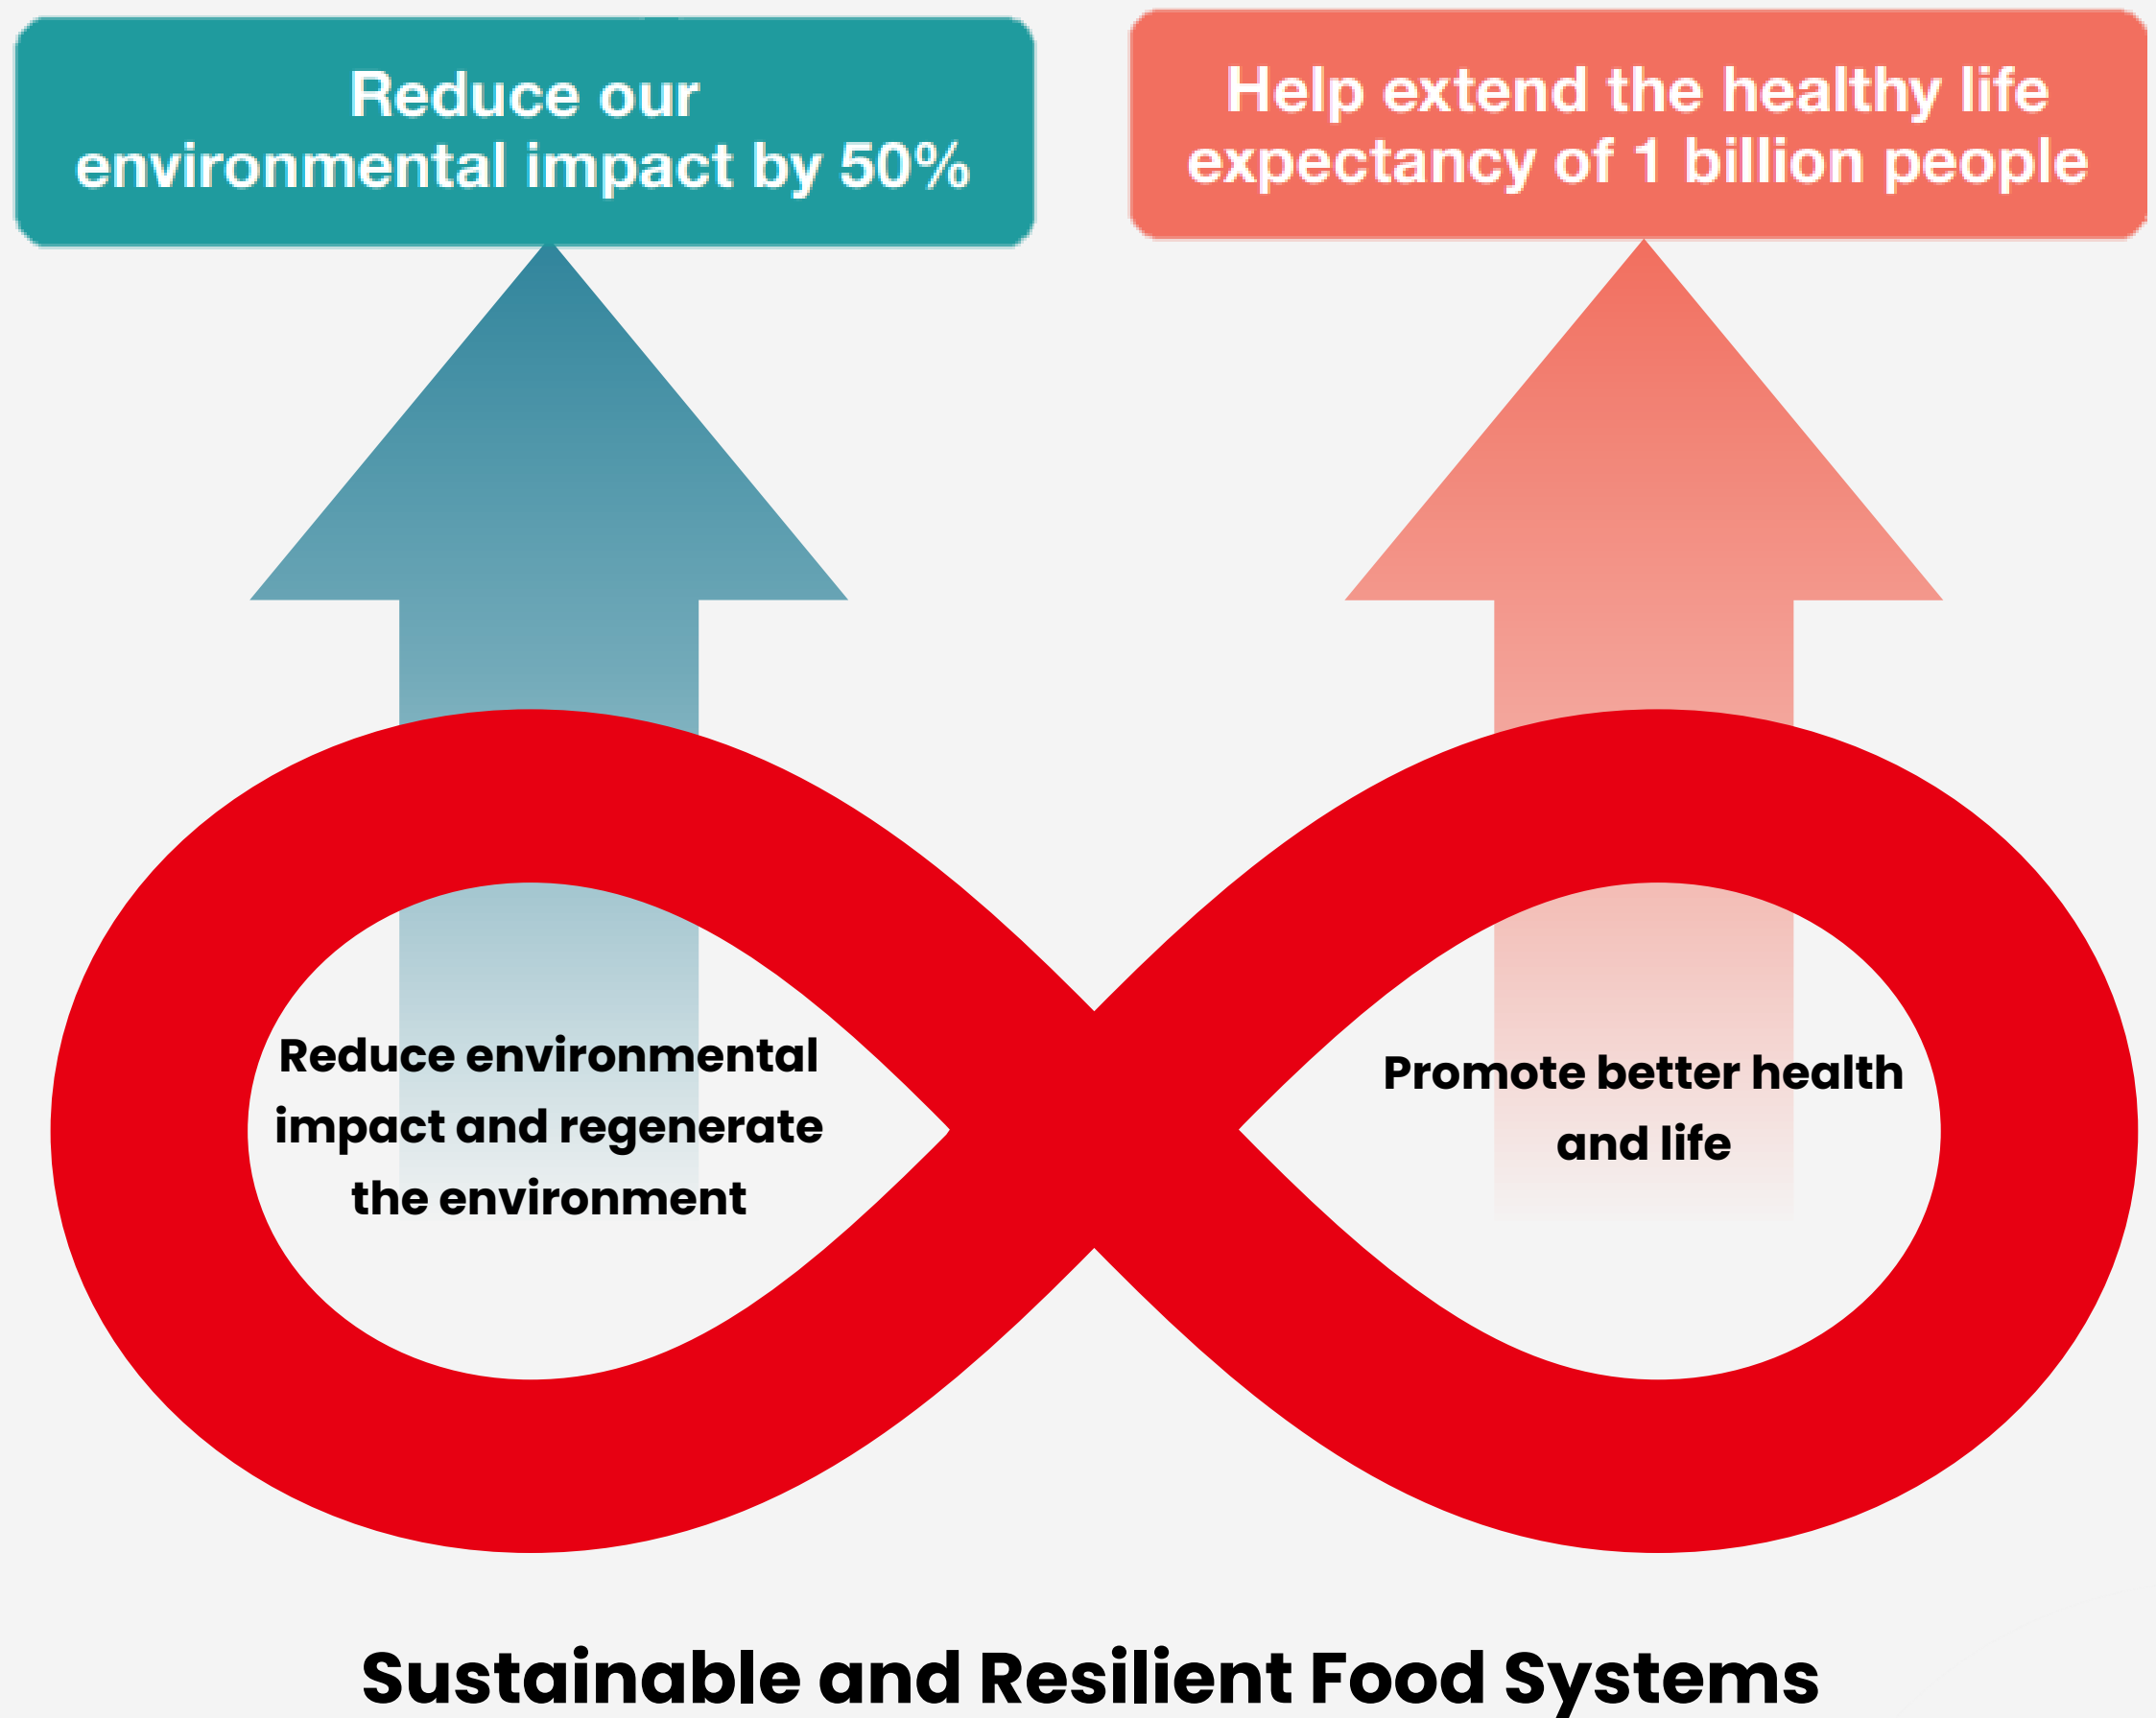 Reduce our
environmental impact by 50%
Help extend the healthy life
expectancy of 1 billion people
Reduce environmental
impact and regenerate
the environment
Promote better health
and life
Sustainable and Resilient Food Systems